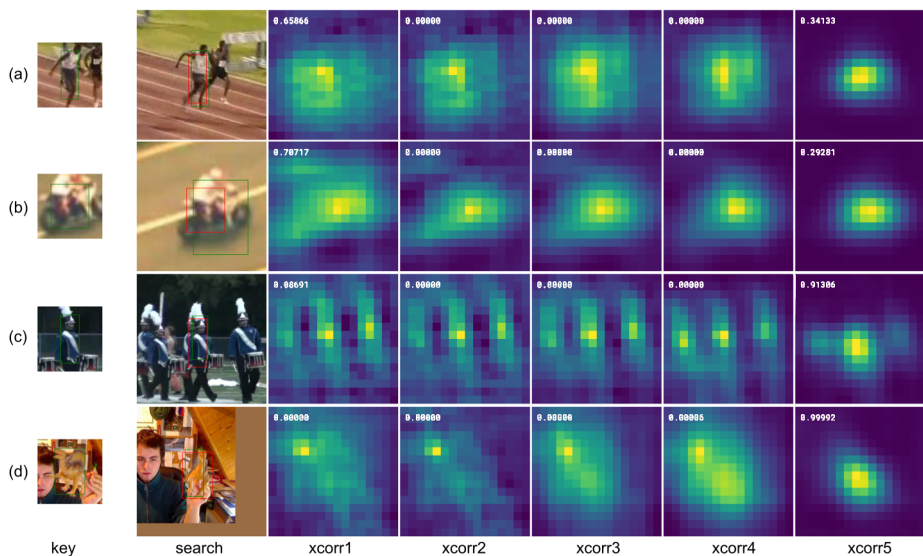 (a) 0.65866 0.00000 0.00000 0.00000 0.34133
(b) 0.70717 0.00000 0.00000 0.00000 0.29281
(c) 0.08691 0.00000 0.00000 0.00000 0.91306
(d) 0.00000 0.00000 0.00000 0.00006 0.99992
key search xcorr1 xcorr2 xcorr3 xcorr4 xcorr5